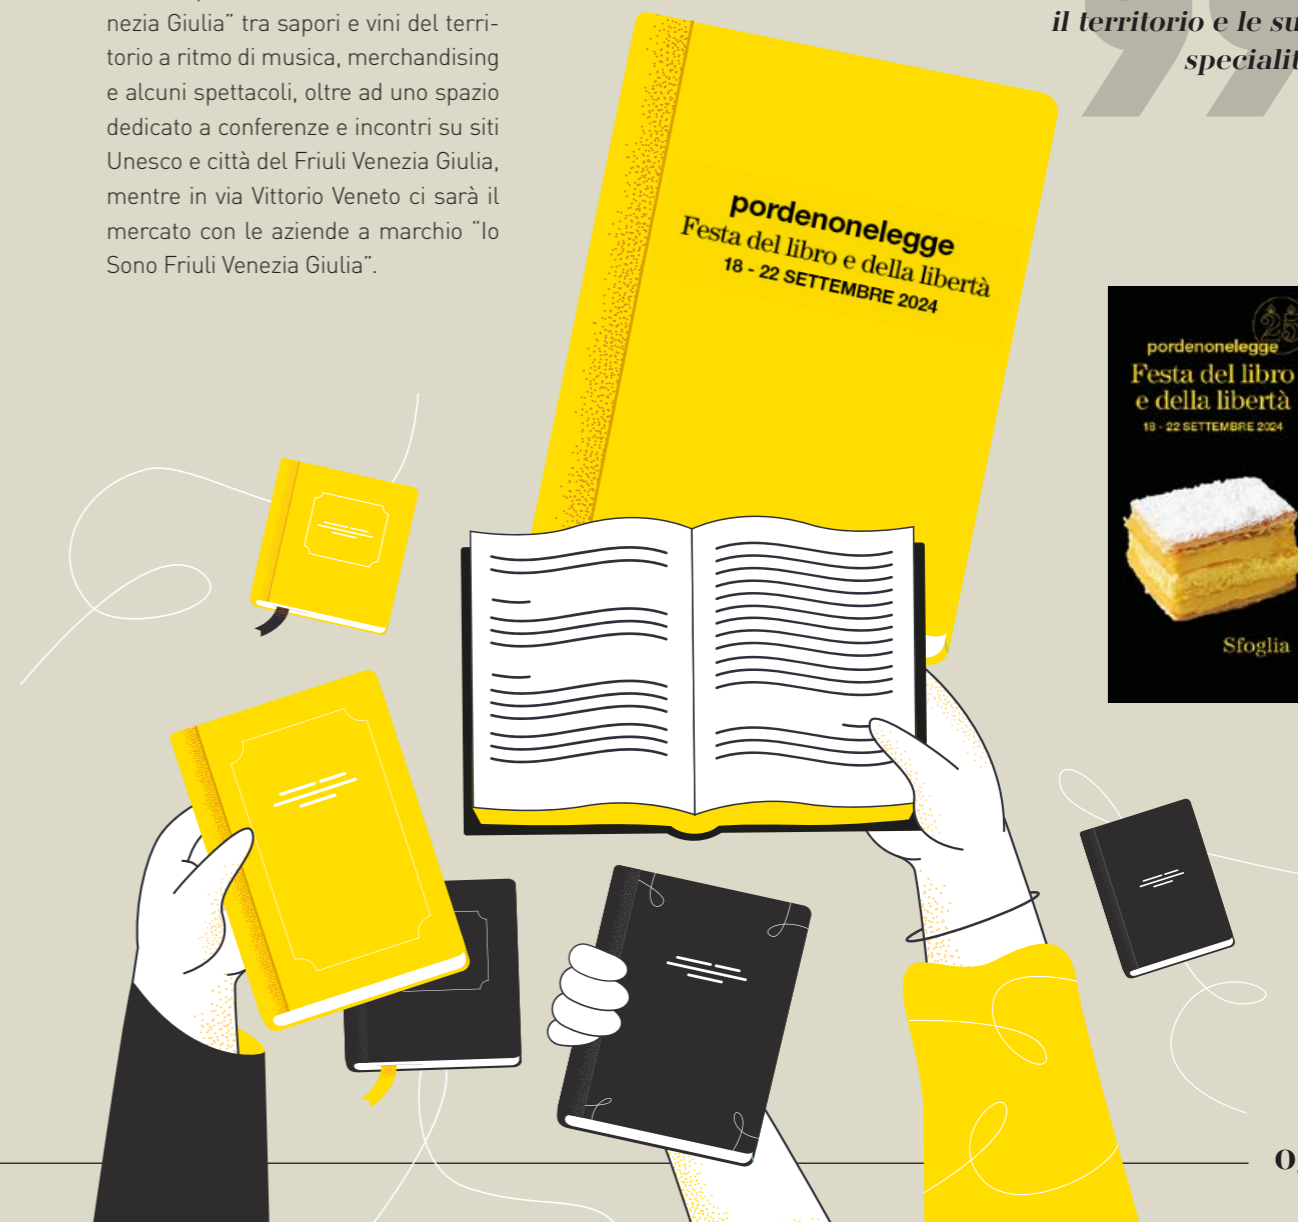 nezia Giulia” tra sapori e vini del terri-
torio a ritmo di musica, merchandising
e alcuni spettacoli, oltre ad uno spazio
dedicato a conferenze e incontri su siti
Unesco e città del Friuli Venezia Giulia,
mentre in via Vittorio Veneto ci sarà il
mercato con le aziende a marchio “Io
Sono Friuli Venezia Giulia”.
il territorio e le su
specialit
pordenonelegge
Festa del libro e della libertà
18 - 22 SETTEMBRE 2024
25
pordenonelegge
Festa del libro
e della libertà
18 - 22 SETTEMBRE 2024
Sfoglia